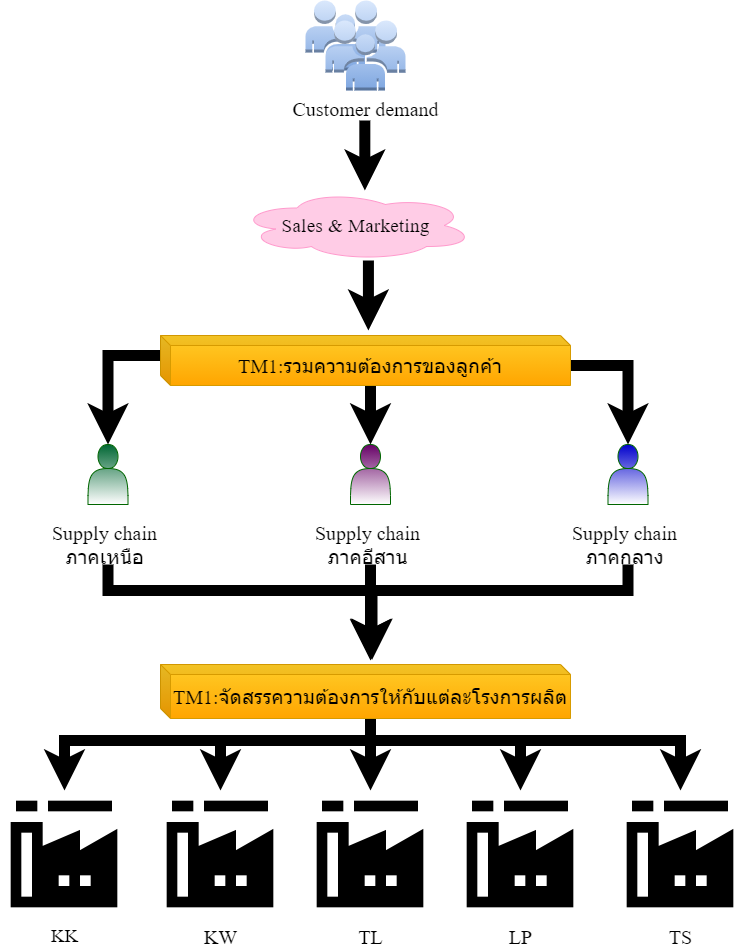 Customer demand
Sales & Marketing
TM1:รวมความต้องการของลูกค้า
Supply chain
ภาคเหนือ
Supply chain
ภาคอีสาน
Supply chain
ภาคกลาง
TM1:จัดสรรความต้องการให้กับแต่ละโรงการผลิต
KK
KW
TL
LP
TS